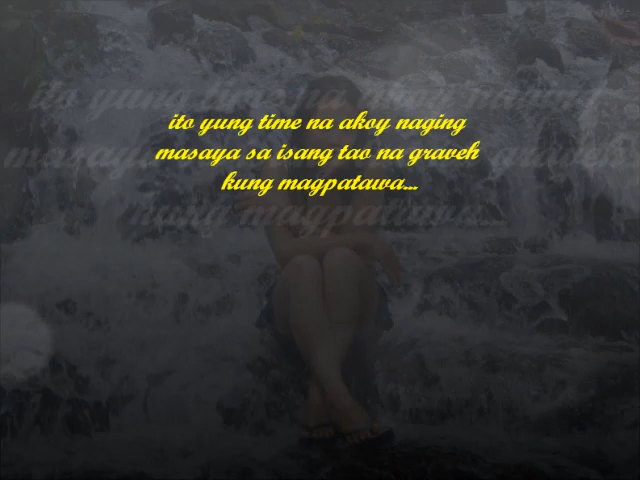 ito yung time na akoy naging
masaya sa isang tao na graveh
kung magpatawa...